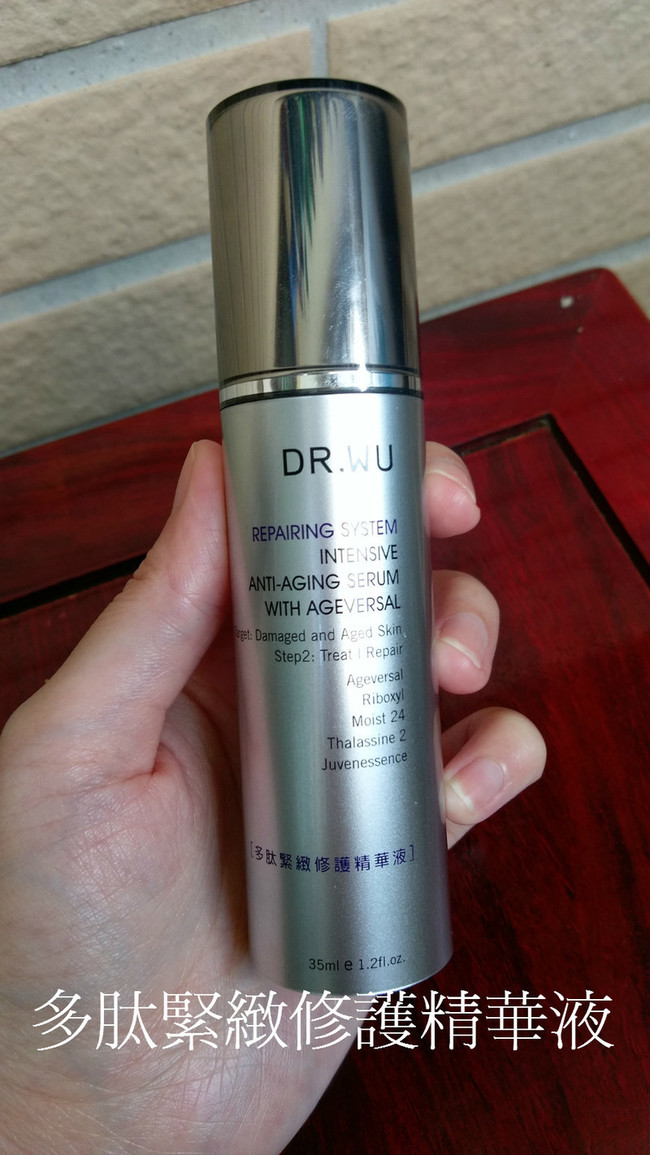 DR.WU
REPAIRING SYSTEM
INTENSIVE
ANTI-AGING SERUM
WITH AGEVERSAL
Target: Damaged and Aged Skin
Step2: Treat | Repair
Ageversal
Riboxyl
Moist 24
Thalassine 2
Juvenessence
[多肽緊緻修護精華液]
35ml e 1.2fl.oz.
多肽緊緻修護精華液